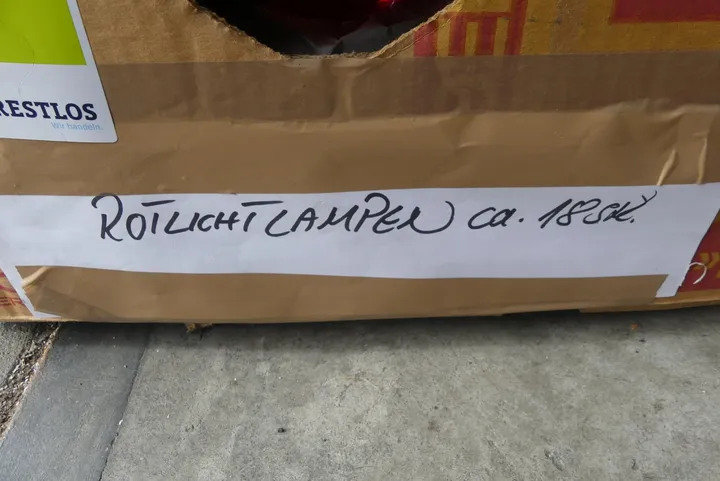 RESTLOS
Wir handeln.
ROTLICHTLAMPEN ca. 18 Stk.